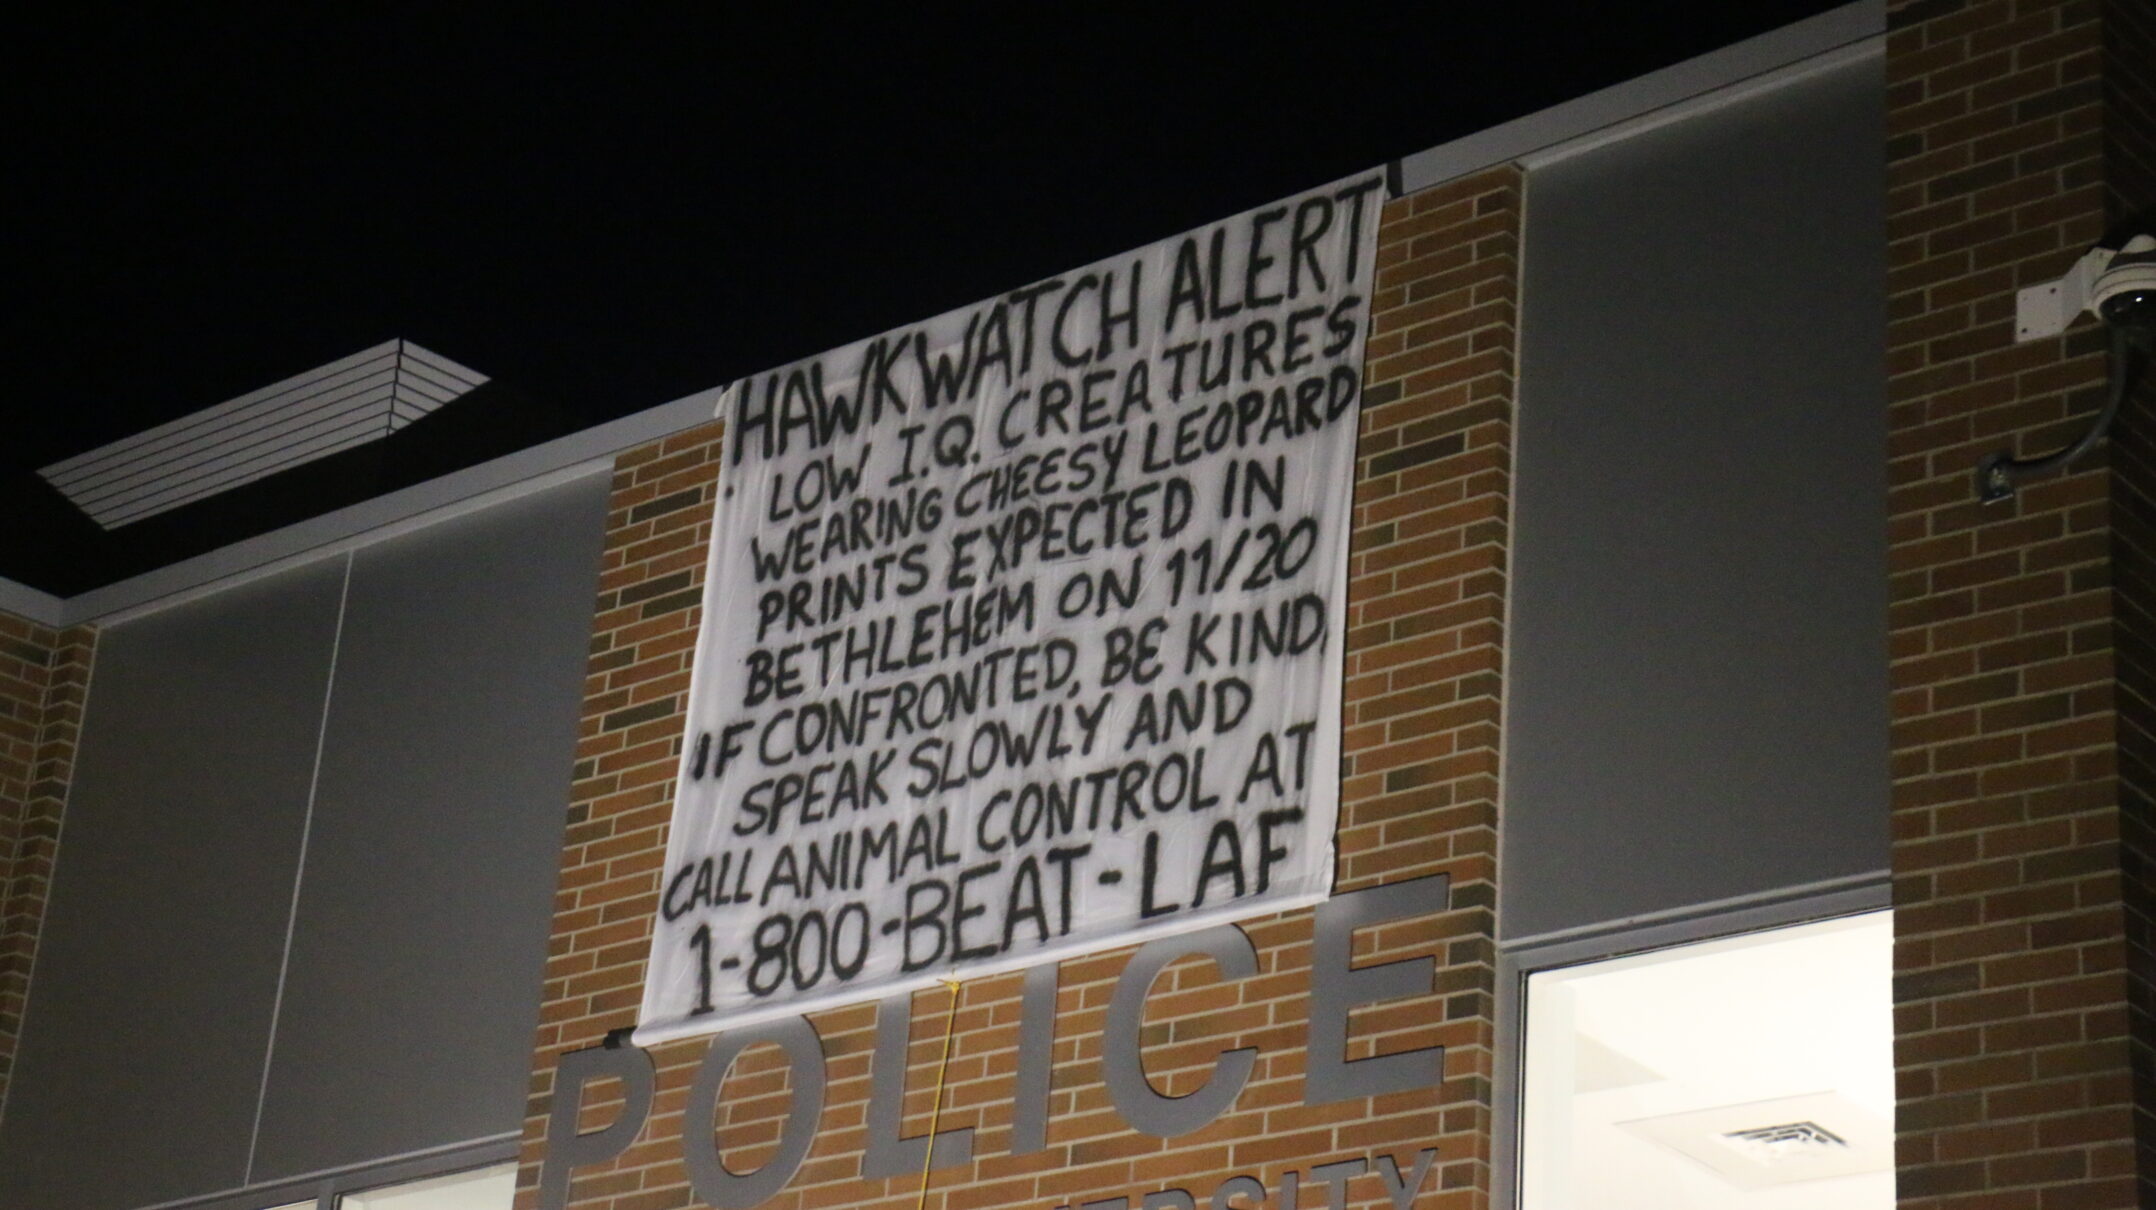 HAWKWATCH ALERT
• LOW I.Q. CREATURES
WEARING CHEESY LEOPARD
PRINTS EXPECTED IN
BETHLEHEM ON 11/20
IF CONFRONTED, BE KIND,
SPEAK SLOWLY AND
CALL ANIMAL CONTROL AT
1-800-BEAT-LAF
POLICE